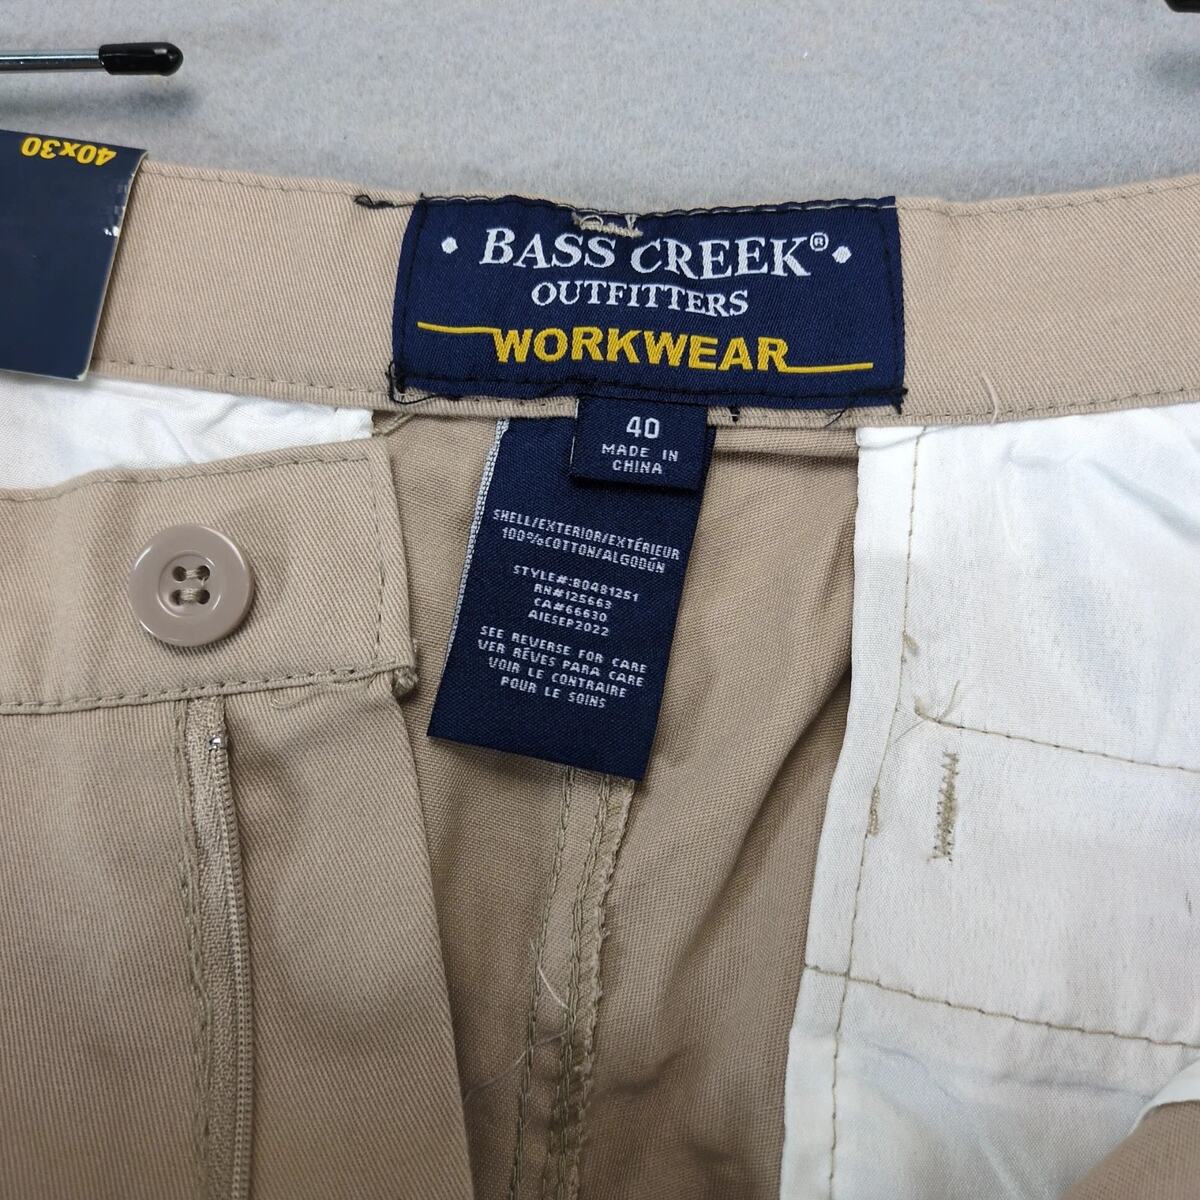 40x30
BASS CREEK®
OUTFITTERS
WORKWEAR
40
MADE IN
CHINA
SHELL/EXTERIOR/EXTÉRIEUR
100%COTTON/ALGODÓN
STYLE#:B0481251
RN#125663
CA#66630
AIESEP2022
SEE REVERSE FOR CARE
VER RÊVES PARA CARE
VOIR LE CONTRAIRE
POUR LE SOINS